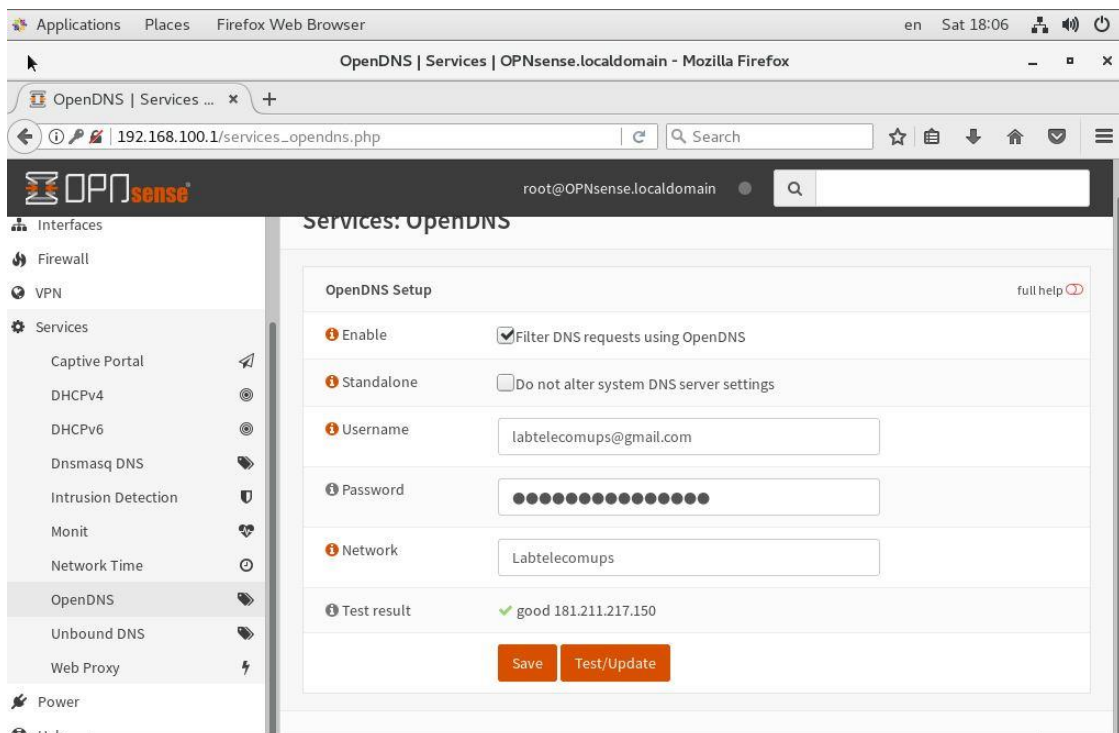 Applications Places Firefox Web Browser en Sat 18:06
OpenDNS | Services | OPNsense.localdomain - Mozilla Firefox
OpenDNS | Services ...
192.168.100.1/services_opendns.php Search
OPNsense root@OPNsense.localdomain
Services: OpenDNS
Interfaces
Firewall
VPN
Services
Captive Portal
DHCPv4
DHCPv6
Dnsmasq DNS
Intrusion Detection
Monit
Network Time
OpenDNS
Unbound DNS
Web Proxy
Power
OpenDNS Setup full help
Enable Filter DNS requests using OpenDNS
Standalone Do not alter system DNS server settings
Username labtelecomups@gmail.com
Password ●●●●●●●●●●●●●●●
Network Labtelecomups
Test result good 181.211.217.150
Save Test/Update